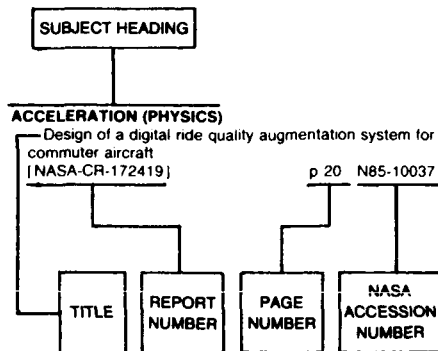 SUBJECT HEADING
ACCELERATION (PHYSICS)
Design of a digital ride quality augmentation system for
commuter aircraft
[NASA-CR-172419] p 20 N85-10037
TITLE
REPORT
NUMBER
PAGE
NUMBER
NASA
ACCESSION
NUMBER